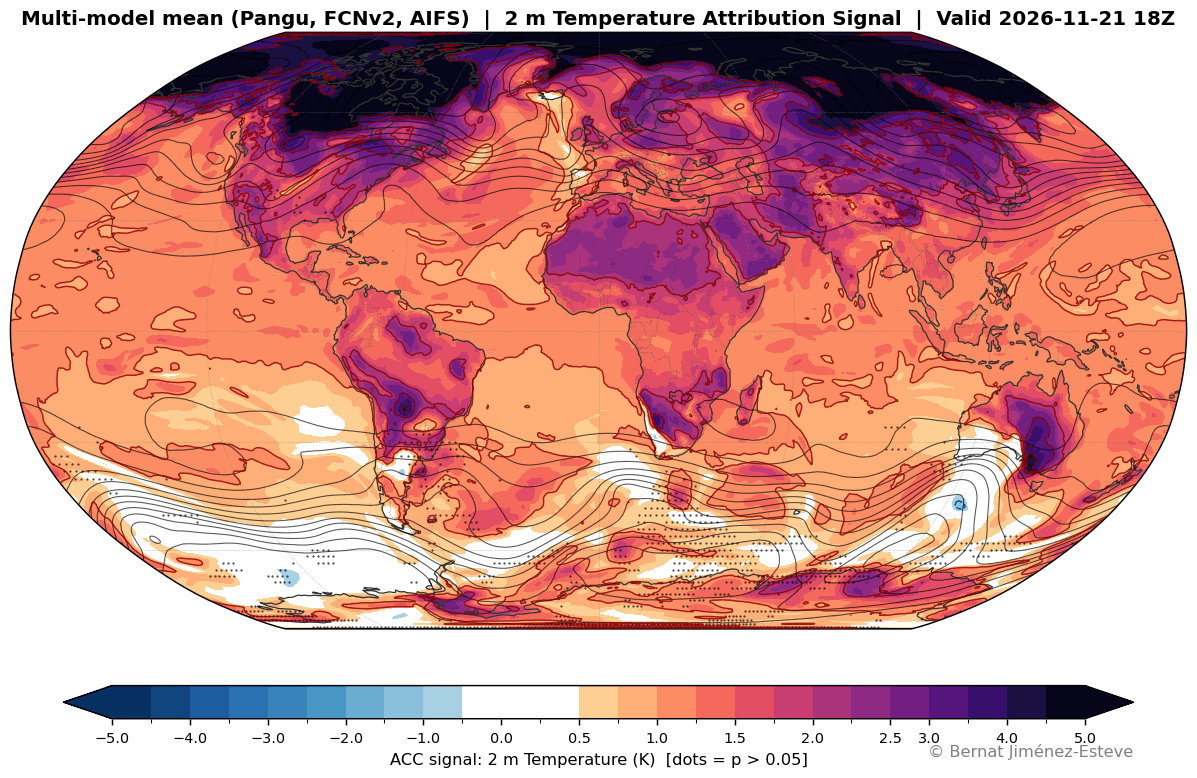 Multi-model mean (Pangu, FCNv2, AIFS)  |  2 m Temperature Attribution Signal  |  Valid 2026-11-21 18Z
−5.0 −4.0 −3.0 −2.0 −1.0 0.0 0.5 1.0 1.5 2.0 2.5 3.0 4.0 5.0
© Bernat Jiménez-Esteve
ACC signal: 2 m Temperature (K)  [dots = p > 0.05]